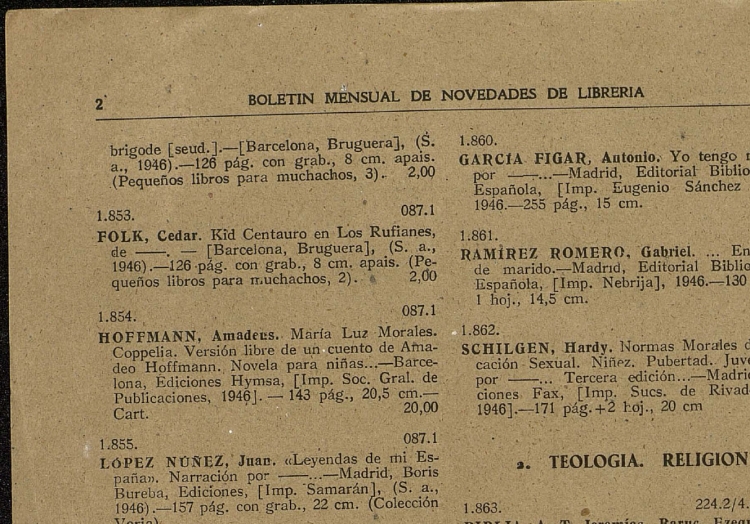 2
BOLETIN MENSUAL DE NOVEDADES DE LIBRERIA
brigode [seud.].—[Barcelona, Bruguera], (S.
a., 1946).—126 pág. con grab., 8 cm. apais.
(Pequeños libros para muchachos, 3). 2,00
1.853. 087.1
FOLK, Cedar. Kid Centauro en Los Rufianes,
de ——. — [Barcelona, Bruguera], (S. a.,
1946).—126 pág. con grab., 8 cm. apais. (Pe-
queños libros para muchachos, 2). 2,00
1.854. 087.1
HOFFMANN, Amadeus. María Luz Morales.
Coppelia. Versión libre de un cuento de Ama-
deo Hoffmann. Novela para niñas...—Barce-
lona, Ediciones Hymsa, [Imp. Soc. Gral. de
Publicaciones, 1946]. — 143 pág., 20,5 cm.—
Cart. 20,00
1.855. 087.1
LOPEZ NÚÑEZ, Juan. «Leyendas de mi Es-
paña». Narración por ——...—Madrid, Boris
Bureba, Ediciones, [Imp. Samarán], (S. a.,
1946).—157 pág. con grab., 22 cm. (Colección
1.860.
GARCÍA FIGAR, Antonio. Yo tengo
por ——...—Madrid, Editorial Biblio
Española, [Imp. Eugenio Sánchez
1946.—255 pág., 15 cm.
1.861.
RAMÍREZ ROMERO, Gabriel. ... En
de marido.—Madrid, Editorial Biblio
Española, [Imp. Nebrija], 1946.—130
1 hoj., 14,5 cm.
1.862.
SCHILGEN, Hardy. Normas Morales d
cación Sexual. Niñez. Pubertad. Juve
por ——... Tercera edición...—Madri
ciones Fax, [Imp. Sucs. de Rivad
1946].—171 pág.+2 hoj., 20 cm
2. TEOLOGIA. RELIGION
1.863. 224.2/4.